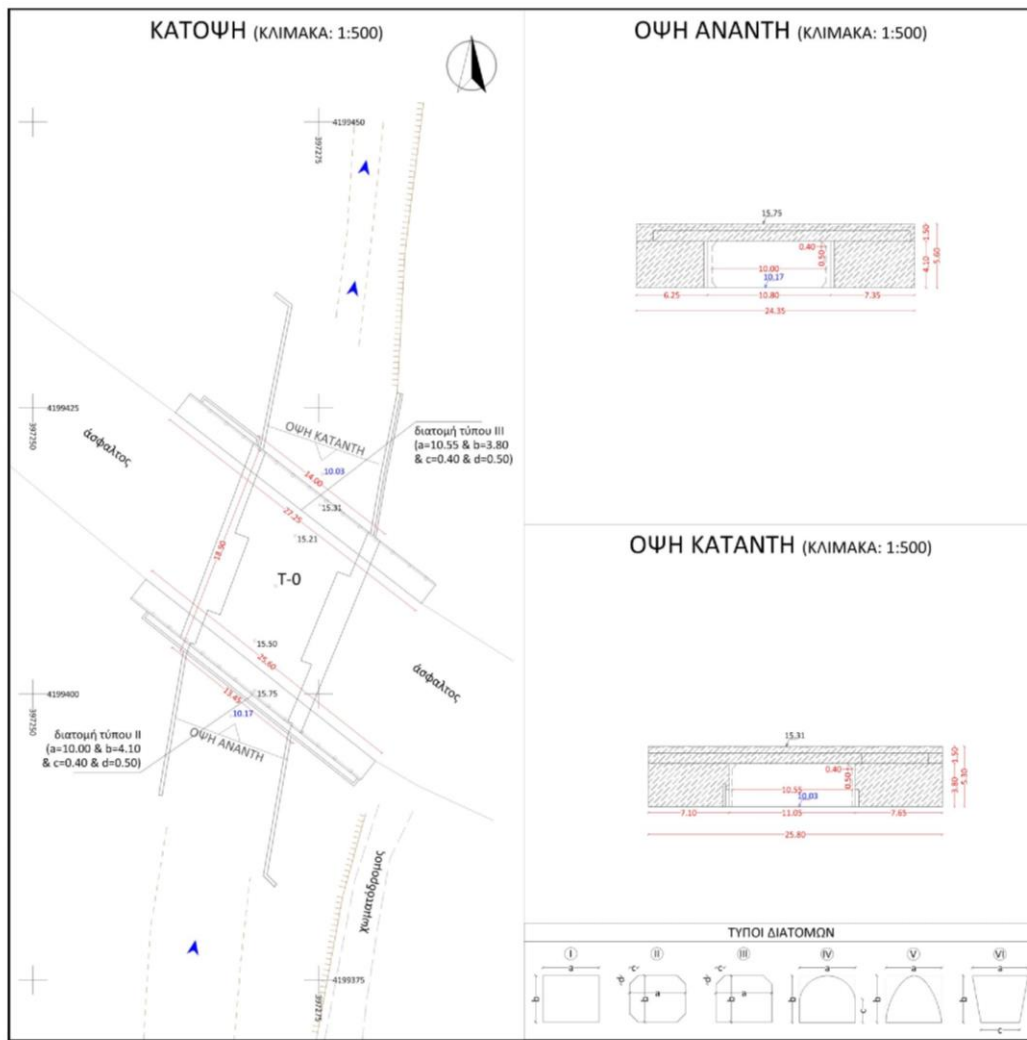 ΚΑΤΟΨΗ (ΚΛΙΜΑΚΑ: 1:500)
4199450
397275
4199425
397250
άσφαλτος
ΟΨΗ ΚΑΤΑΝΤΗ
διατομή τύπου III
(a=10.55 & b=3.80
& c=0.40 & d=0.50)
10.03
14.00
15.31
27.25
15.21
18.90
T-0
15.50
25.60
άσφαλτος
4199400
397250
15.75
13.45
10.17
διατομή τύπου II
(a=10.00 & b=4.10
& c=0.40 & d=0.50)
ΟΨΗ ΑΝΑΝΤΗ
χωματόδρομος
4199375
397275
ΟΨΗ ΑΝΑΝΤΗ (ΚΛΙΜΑΚΑ: 1:500)
15.75
0.40
0.50
1.50
4.10
5.60
10.00
10.17
6.25
10.80
7.35
24.35
ΟΨΗ ΚΑΤΑΝΤΗ (ΚΛΙΜΑΚΑ: 1:500)
15.31
0.40
0.50
1.50
3.80
5.30
10.55
10.03
7.10
11.05
7.65
25.80
ΤΥΠΟΙ ΔΙΑΤΟΜΩΝ
I II III IV V VI
a c c a a a
b d b a d b a b c b b c